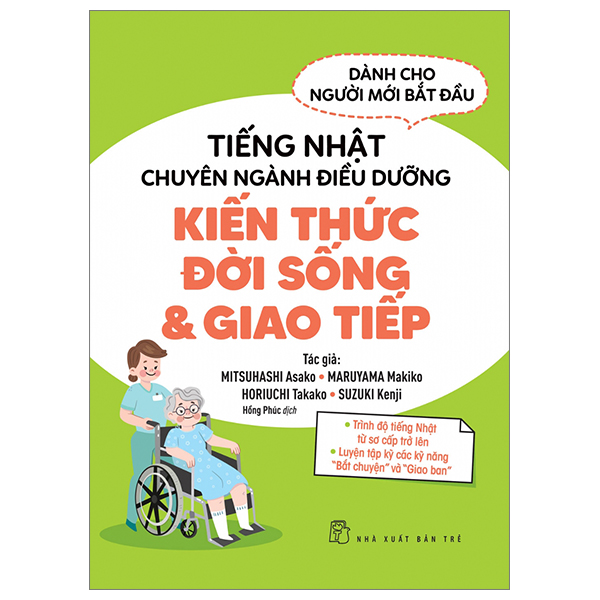 DÀNH CHO
NGƯỜI MỚI BẮT ĐẦU
TIẾNG NHẬT
CHUYÊN NGÀNH ĐIỀU DƯỠNG
KIẾN THỨC
ĐỜI SỐNG
& GIAO TIẾP
Tác giả:
MITSUHASHI Asako • MARUYAMA Makiko
HORIUCHI Takako • SUZUKI Kenji
Hồng Phúc dịch
• Trình độ tiếng Nhật
từ sơ cấp trở lên
• Luyện tập kỹ các kỹ năng
“Bắt chuyện” và “Giao ban”
NHÀ XUẤT BẢN TRẺ